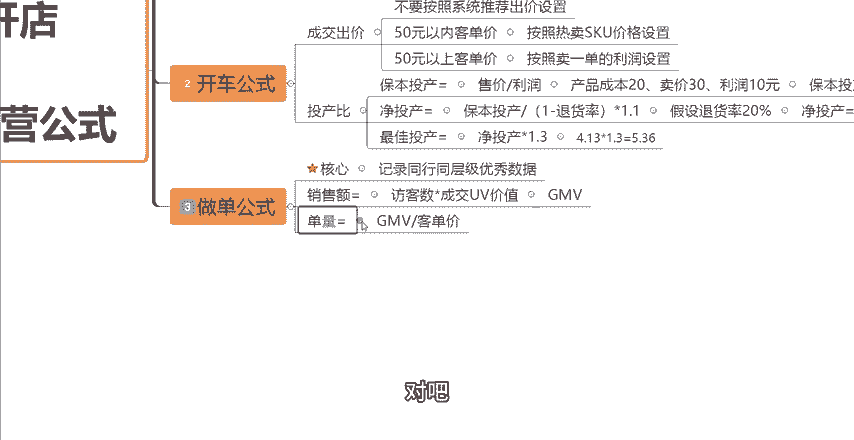 开店
营公式
不要按照系统推荐出价设置
成交出价
50元以内客单价 按照热卖SKU价格设置
50元以上客单价 按照卖一单的利润设置
2 开车公式
保本投产= 售价/利润 产品成本20、卖价30、利润10元 保本投
投产比
净投产= 保本投产/（1-退货率）*1.1 假设退货率20% 净投产=
最佳投产= 净投产*1.3 4.13*1.3=5.36
3 做单公式
核心 记录同行同层级优秀数据
销售额= 访客数*成交UV价值 GMV
单量= GMV/客单价
对吧